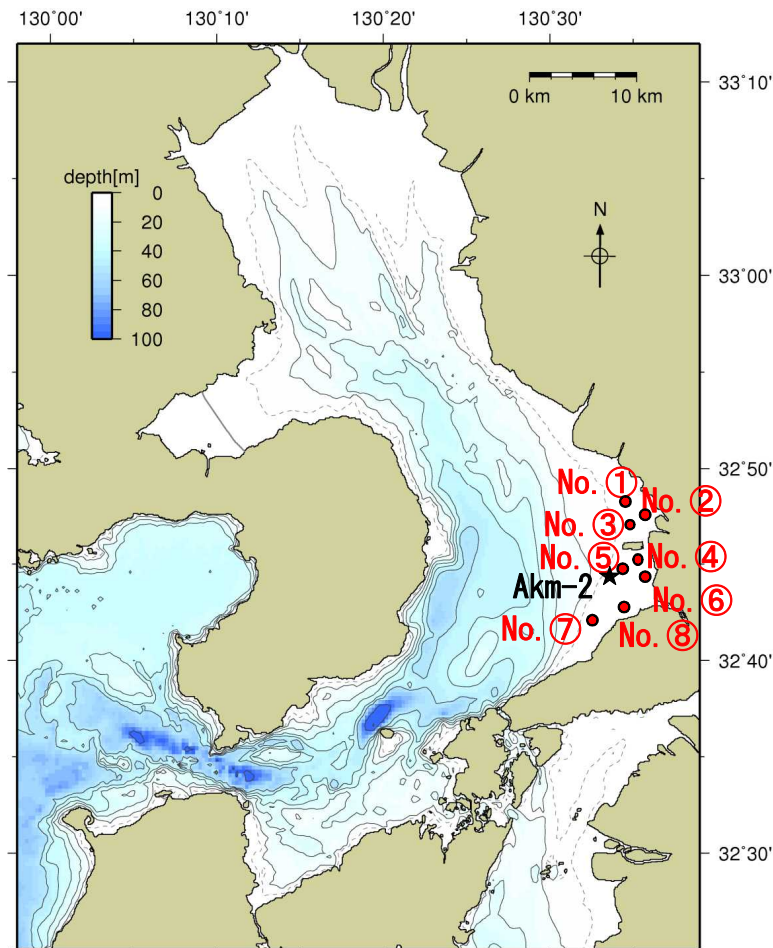 130°00' 130°10' 130°20' 130°30'
33°10'
0 km 10 km
depth[m]
0
20
40
60
80
100
N
33°00'
32°50'
No. ①
No. ②
No. ③
No. ④
No. ⑤
Akm-2
No. ⑥
No. ⑦
No. ⑧
32°40'
32°30'